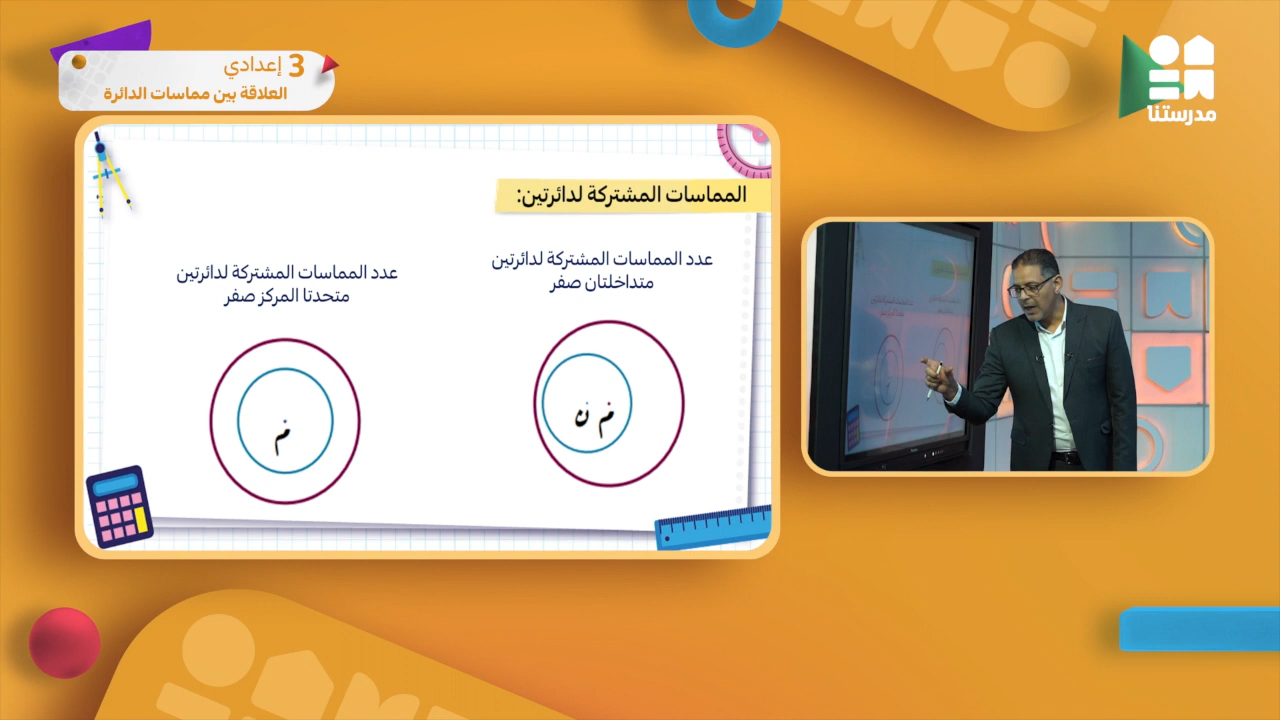 3 إعدادي
العلاقة بين مماسات الدائرة
مدرستنا
المماسات المشتركة لدائرتين:
عدد المماسات المشتركة لدائرتين
متداخلتان صفر
م ن
عدد المماسات المشتركة لدائرتين
متحدتا المركز صفر
م